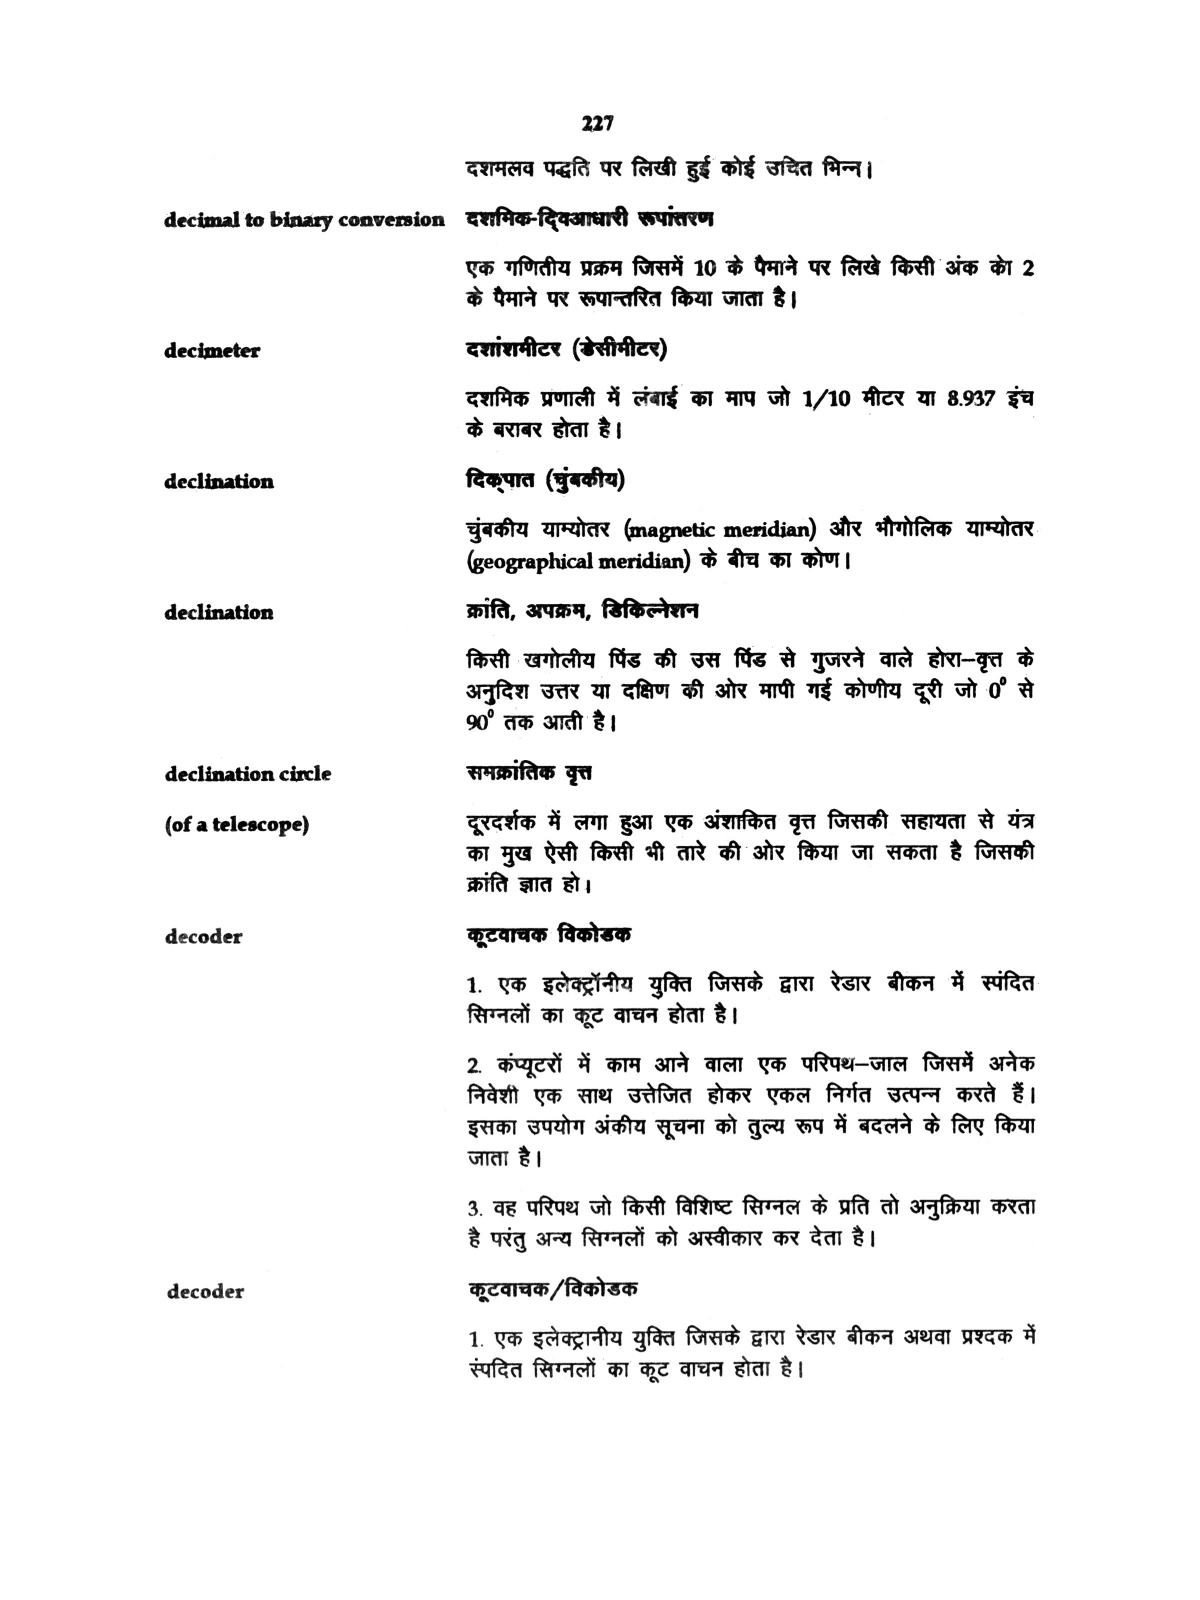 227
दशमलव पद्धति पर लिखी हुई कोई उचित भिन्न।
decimal to binary conversion दशमिक-द्विआधारी रूपांतरण
एक गणितीय प्रक्रम जिसमें 10 के पैमाने पर लिखे किसी अंक को 2
के पैमाने पर रूपान्तरित किया जाता है।
decimeter दशांशमीटर (डेसीमीटर)
दशमिक प्रणाली में लंबाई का माप जो 1/10 मीटर या 8.937 इंच
के बराबर होता है।
declination दिक्पात (चुंबकीय)
चुंबकीय याम्योतर (magnetic meridian) और भौगोलिक याम्योतर
(geographical meridian) के बीच का कोण।
declination क्रांति, अपक्रम, डिकिल्नेशन
किसी खगोलीय पिंड की उस पिंड से गुजरने वाले होरा–वृत्त के
अनुदिश उत्तर या दक्षिण की ओर मापी गई कोणीय दूरी जो 0⁰ से
90⁰ तक आती है।
declination circle समक्रांतिक वृत्त
(of a telescope) दूरदर्शक में लगा हुआ एक अंशाकित वृत्त जिसकी सहायता से यंत्र
का मुख ऐसी किसी भी तारे की ओर किया जा सकता है जिसकी
क्रांति ज्ञात हो।
decoder कूटवाचक विकोडक
1. एक इलेक्ट्रॉनीय युक्ति जिसके द्वारा रेडार बीकन में स्पंदित
सिग्नलों का कूट वाचन होता है।
2. कंप्यूटरों में काम आने वाला एक परिपथ–जाल जिसमें अनेक
निवेशी एक साथ उत्तेजित होकर एकल निर्गत उत्पन्न करते हैं।
इसका उपयोग अंकीय सूचना को तुल्य रूप में बदलने के लिए किया
जाता है।
3. वह परिपथ जो किसी विशिष्ट सिग्नल के प्रति तो अनुक्रिया करता
है परंतु अन्य सिग्नलों को अस्वीकार कर देता है।
decoder कूटवाचक/विकोडक
1. एक इलेक्ट्रानीय युक्ति जिसके द्वारा रेडार बीकन अथवा प्रश्दक में
स्पंदित सिग्नलों का कूट वाचन होता है।